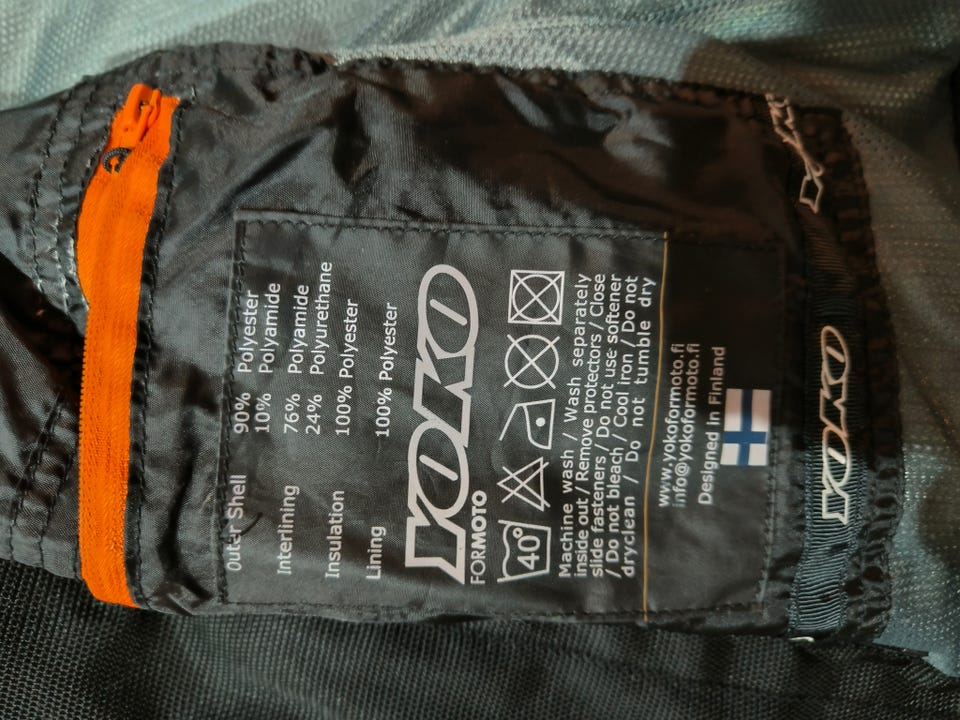 Outer Shell 90% Polyester
10% Polyamide
Interlining 76% Polyamide
24% Polyurethane
Insulation 100% Polyester
Lining 100% Polyester
YOKO
FORMOTO
40°
Machine wash / Wash separately
inside out / Remove protectors / Close
slide fasteners / Do not use softener
/ Do not bleach / Cool iron / Do not
dryclean / Do not tumble dry
www.yokoformoto.fi
info@yokoformoto.fi
Designed in Finland
YOKO